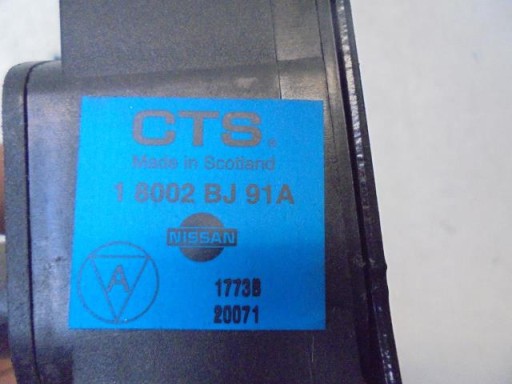 CTS®
Made in Scotland
1 8002 BJ 91A
NISSAN
A
1773B
20071